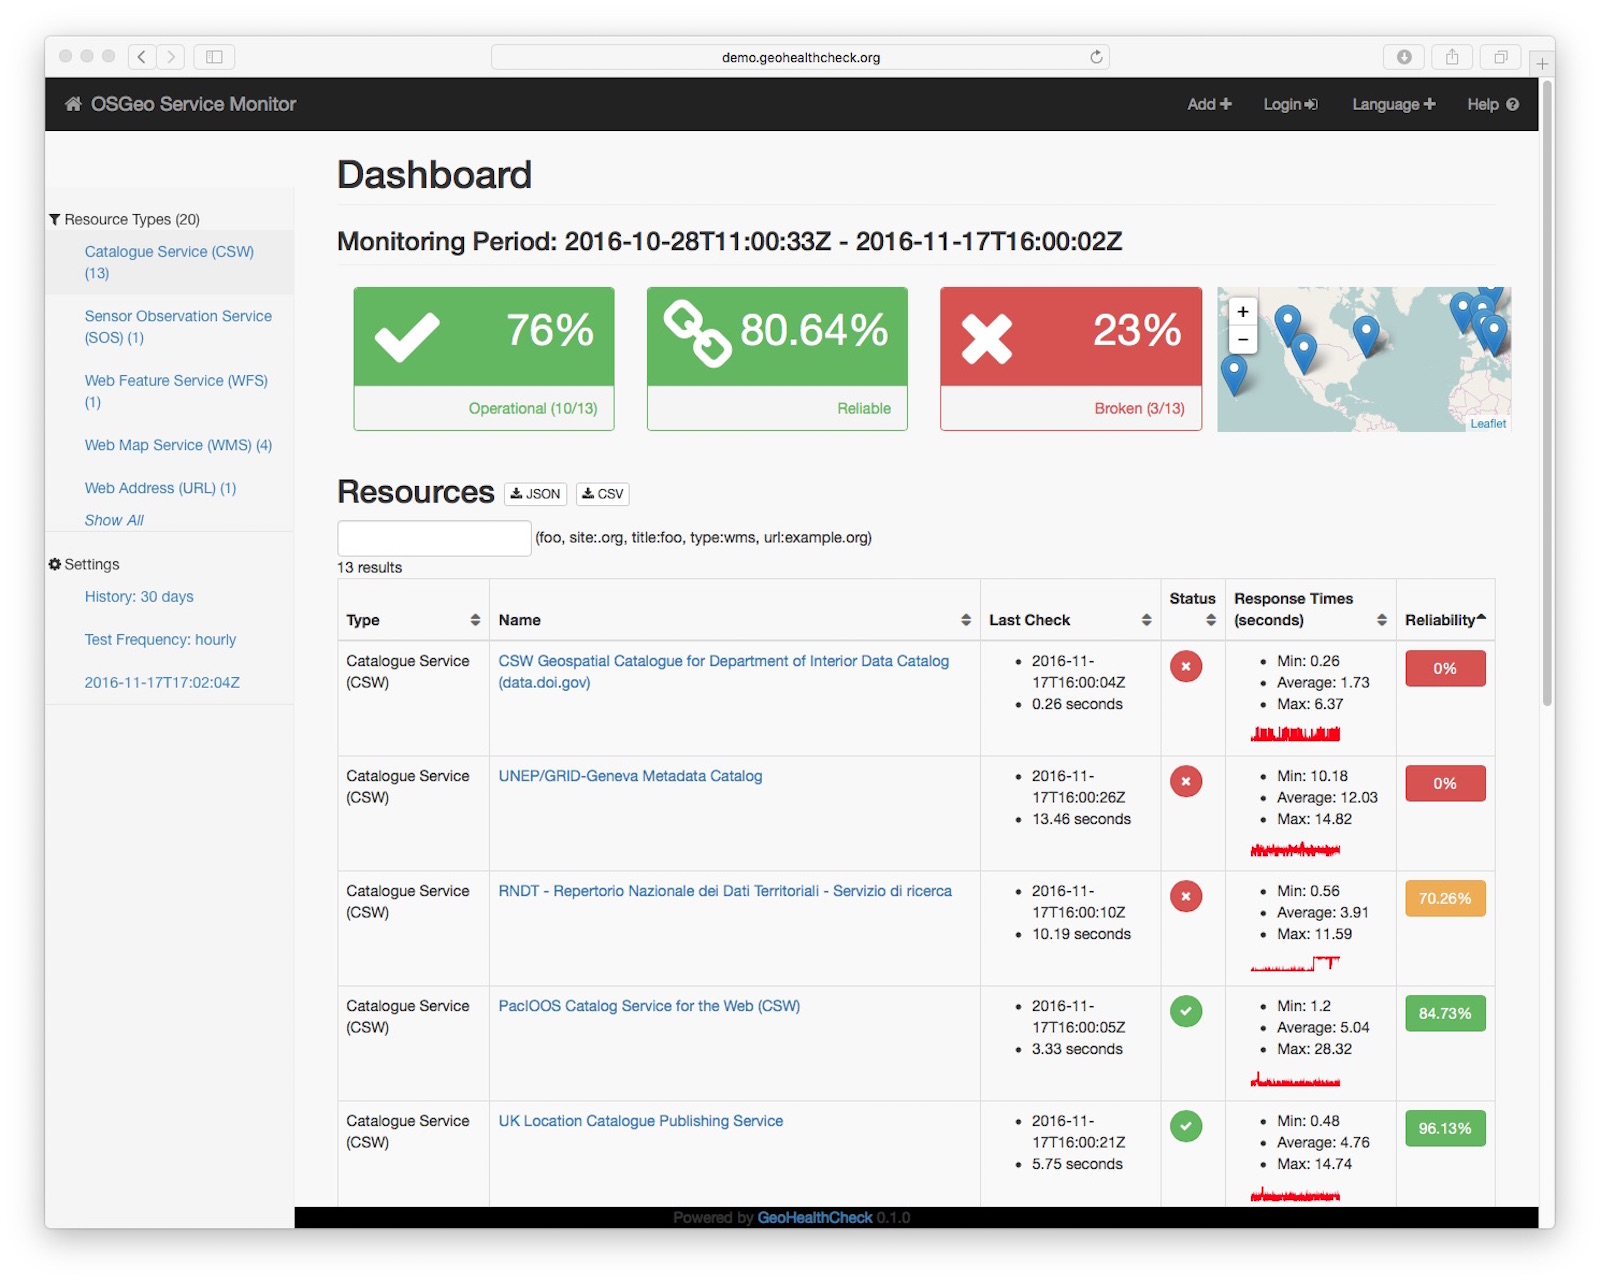 demo.geohealthcheck.org
OSGeo Service Monitor
Add
Login
Language
Help
Resource Types (20)
Catalogue Service (CSW)
(13)
Sensor Observation Service
(SOS) (1)
Web Feature Service (WFS)
(1)
Web Map Service (WMS) (4)
Web Address (URL) (1)
Show All
Settings
History: 30 days
Test Frequency: hourly
2016-11-17T17:02:04Z
Dashboard
Monitoring Period: 2016-10-28T11:00:33Z - 2016-11-17T16:00:02Z
76%
Operational (10/13)
80.64%
Reliable
23%
Broken (3/13)
+
−
Leaflet
Resources
JSON
CSV
(foo, site:.org, title:foo, type:wms, url:example.org)
13 results
Type
Name
Last Check
Status
Response Times
(seconds)
Reliability
Catalogue Service
(CSW)
CSW Geospatial Catalogue for Department of Interior Data Catalog
(data.doi.gov)
• 2016-11-
17T16:00:04Z
• 0.26 seconds
• Min: 0.26
• Average: 1.73
• Max: 6.37
0%
Catalogue Service
(CSW)
UNEP/GRID-Geneva Metadata Catalog
• 2016-11-
17T16:00:26Z
• 13.46 seconds
• Min: 10.18
• Average: 12.03
• Max: 14.82
0%
Catalogue Service
(CSW)
RNDT - Repertorio Nazionale dei Dati Territoriali - Servizio di ricerca
• 2016-11-
17T16:00:10Z
• 10.19 seconds
• Min: 0.56
• Average: 3.91
• Max: 11.59
70.26%
Catalogue Service
(CSW)
PacIOOS Catalog Service for the Web (CSW)
• 2016-11-
17T16:00:05Z
• 3.33 seconds
• Min: 1.2
• Average: 5.04
• Max: 28.32
84.73%
Catalogue Service
(CSW)
UK Location Catalogue Publishing Service
• 2016-11-
17T16:00:21Z
• 5.75 seconds
• Min: 0.48
• Average: 4.76
• Max: 14.74
96.13%
Powered by GeoHealthCheck 0.1.0